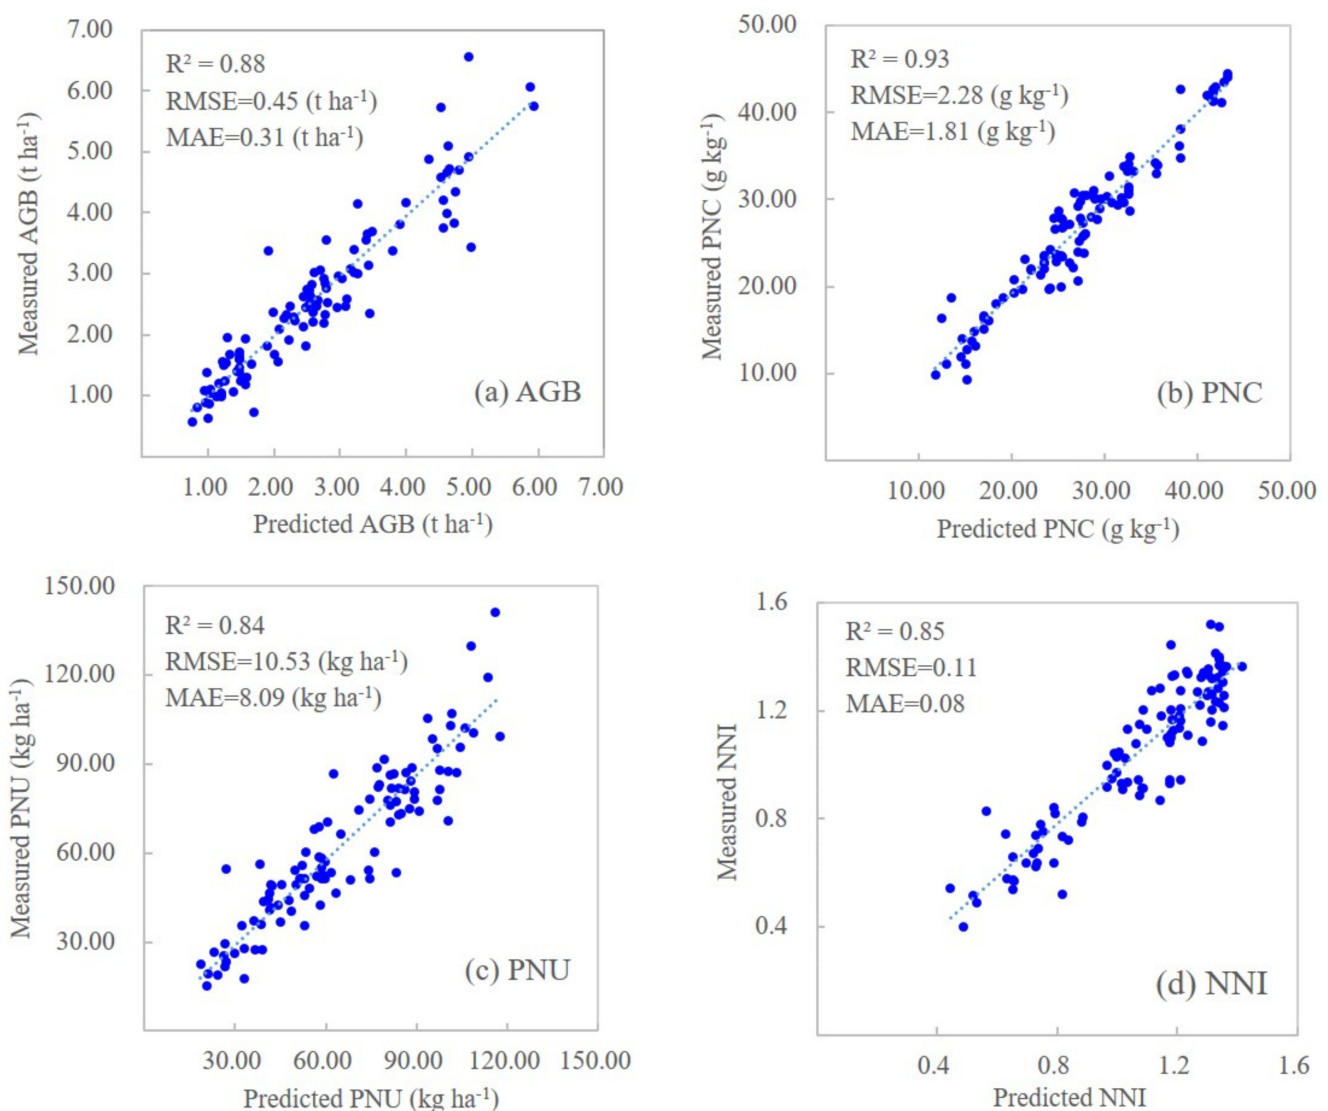 7.00
6.00
5.00
4.00
3.00
2.00
1.00
Measured AGB (t ha⁻¹)
R² = 0.88
RMSE=0.45 (t ha⁻¹)
MAE=0.31 (t ha⁻¹)
(a) AGB
1.00 2.00 3.00 4.00 5.00 6.00 7.00
Predicted AGB (t ha⁻¹)
50.00
40.00
30.00
20.00
10.00
Measured PNC (g kg⁻¹)
R² = 0.93
RMSE=2.28 (g kg⁻¹)
MAE=1.81 (g kg⁻¹)
(b) PNC
10.00 20.00 30.00 40.00 50.00
Predicted PNC (g kg⁻¹)
150.00
120.00
90.00
60.00
30.00
Measured PNU (kg ha⁻¹)
R² = 0.84
RMSE=10.53 (kg ha⁻¹)
MAE=8.09 (kg ha⁻¹)
(c) PNU
30.00 60.00 90.00 120.00 150.00
Predicted PNU (kg ha⁻¹)
1.6
1.2
0.8
0.4
Measured NNI
R² = 0.85
RMSE=0.11
MAE=0.08
(d) NNI
0.4 0.8 1.2 1.6
Predicted NNI